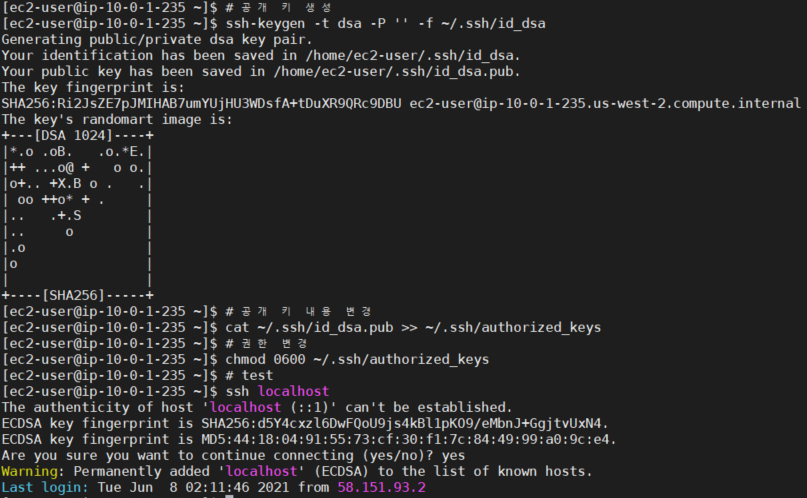 [ec2-user@ip-10-0-1-235 ~]$ # 공개 키 생성
[ec2-user@ip-10-0-1-235 ~]$ ssh-keygen -t dsa -P '' -f ~/.ssh/id_dsa
Generating public/private dsa key pair.
Your identification has been saved in /home/ec2-user/.ssh/id_dsa.
Your public key has been saved in /home/ec2-user/.ssh/id_dsa.pub.
The key fingerprint is:
SHA256:Ri2JsZE7pJMIHAB7umYUjHU3WDsfA+tDuXR9QRc9DBU ec2-user@ip-10-0-1-235.us-west-2.compute.internal
The key's randomart image is:
+---[DSA 1024]----+
|*.o .oB.   .o.*E.|
|++ ...o@ +   o o.|
|o+.. +X.B o .   .|
| oo ++o* + .     |
|..   .+.S        |
|..     o         |
|.o               |
|o                |
|                 |
+----[SHA256]-----+
[ec2-user@ip-10-0-1-235 ~]$ # 공개 키 내용 변경
[ec2-user@ip-10-0-1-235 ~]$ cat ~/.ssh/id_dsa.pub >> ~/.ssh/authorized_keys
[ec2-user@ip-10-0-1-235 ~]$ # 권한 변경
[ec2-user@ip-10-0-1-235 ~]$ chmod 0600 ~/.ssh/authorized_keys
[ec2-user@ip-10-0-1-235 ~]$ # test
[ec2-user@ip-10-0-1-235 ~]$ ssh localhost
The authenticity of host 'localhost (::1)' can't be established.
ECDSA key fingerprint is SHA256:d5Y4cxzl6DwFQoU9js4kBl1pKO9/eMbnJ+GgjtvUxN4.
ECDSA key fingerprint is MD5:44:18:04:91:55:73:cf:30:f1:7c:84:49:99:a0:9c:e4.
Are you sure you want to continue connecting (yes/no)? yes
Warning: Permanently added 'localhost' (ECDSA) to the list of known hosts.
Last login: Tue Jun  8 02:11:46 2021 from 58.151.93.2